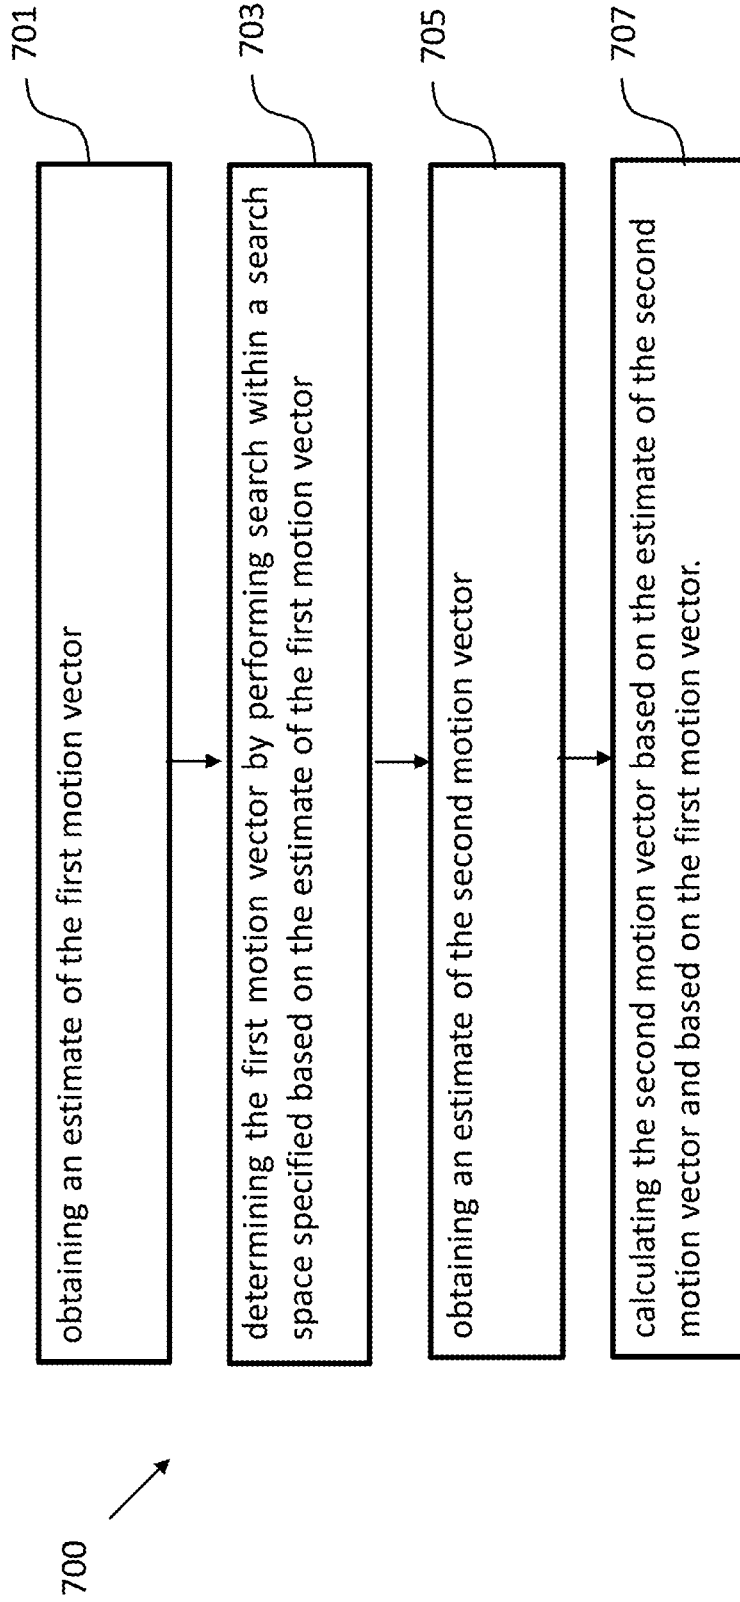 700
701
obtaining an estimate of the first motion vector
703
determining the first motion vector by performing search within a search
space specified based on the estimate of the first motion vector
705
obtaining an estimate of the second motion vector
707
calculating the second motion vector based on the estimate of the second
motion vector and based on the first motion vector.